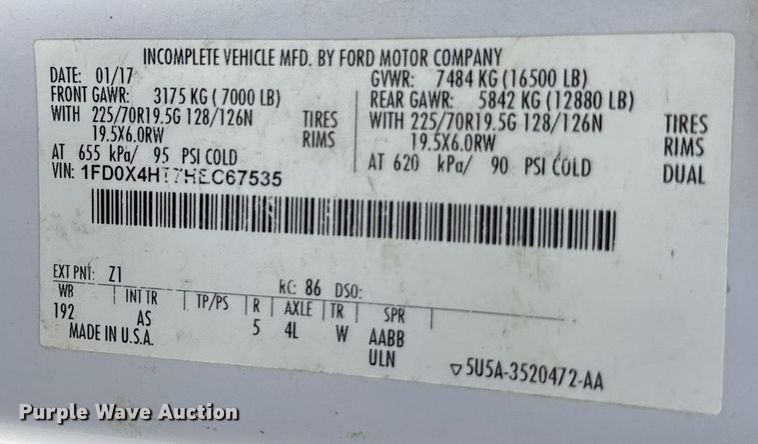 INCOMPLETE VEHICLE MFD. BY FORD MOTOR COMPANY
DATE: 01/17
GVWR: 7484 KG (16500 LB)
FRONT GAWR: 3175 KG ( 7000 LB)
REAR GAWR: 5842 KG (12880 LB)
WITH 225/70R19.5G 128/126N TIRES
WITH 225/70R19.5G 128/126N TIRES
19.5X6.0RW RIMS
19.5X6.0RW RIMS
AT 655 kPa/ 95 PSI COLD
AT 620 kPa/ 90 PSI COLD DUAL
VIN: 1FD0X4HT7HEC67535
EXT PNT: Z1
RC: 86 DSO:
WB INT TR TP/PS R AXLE TR SPR
192 AS 5 4L W AABB
MADE IN U.S.A.
ULN
5U5A-3520472-AA
Purple Wave Auction